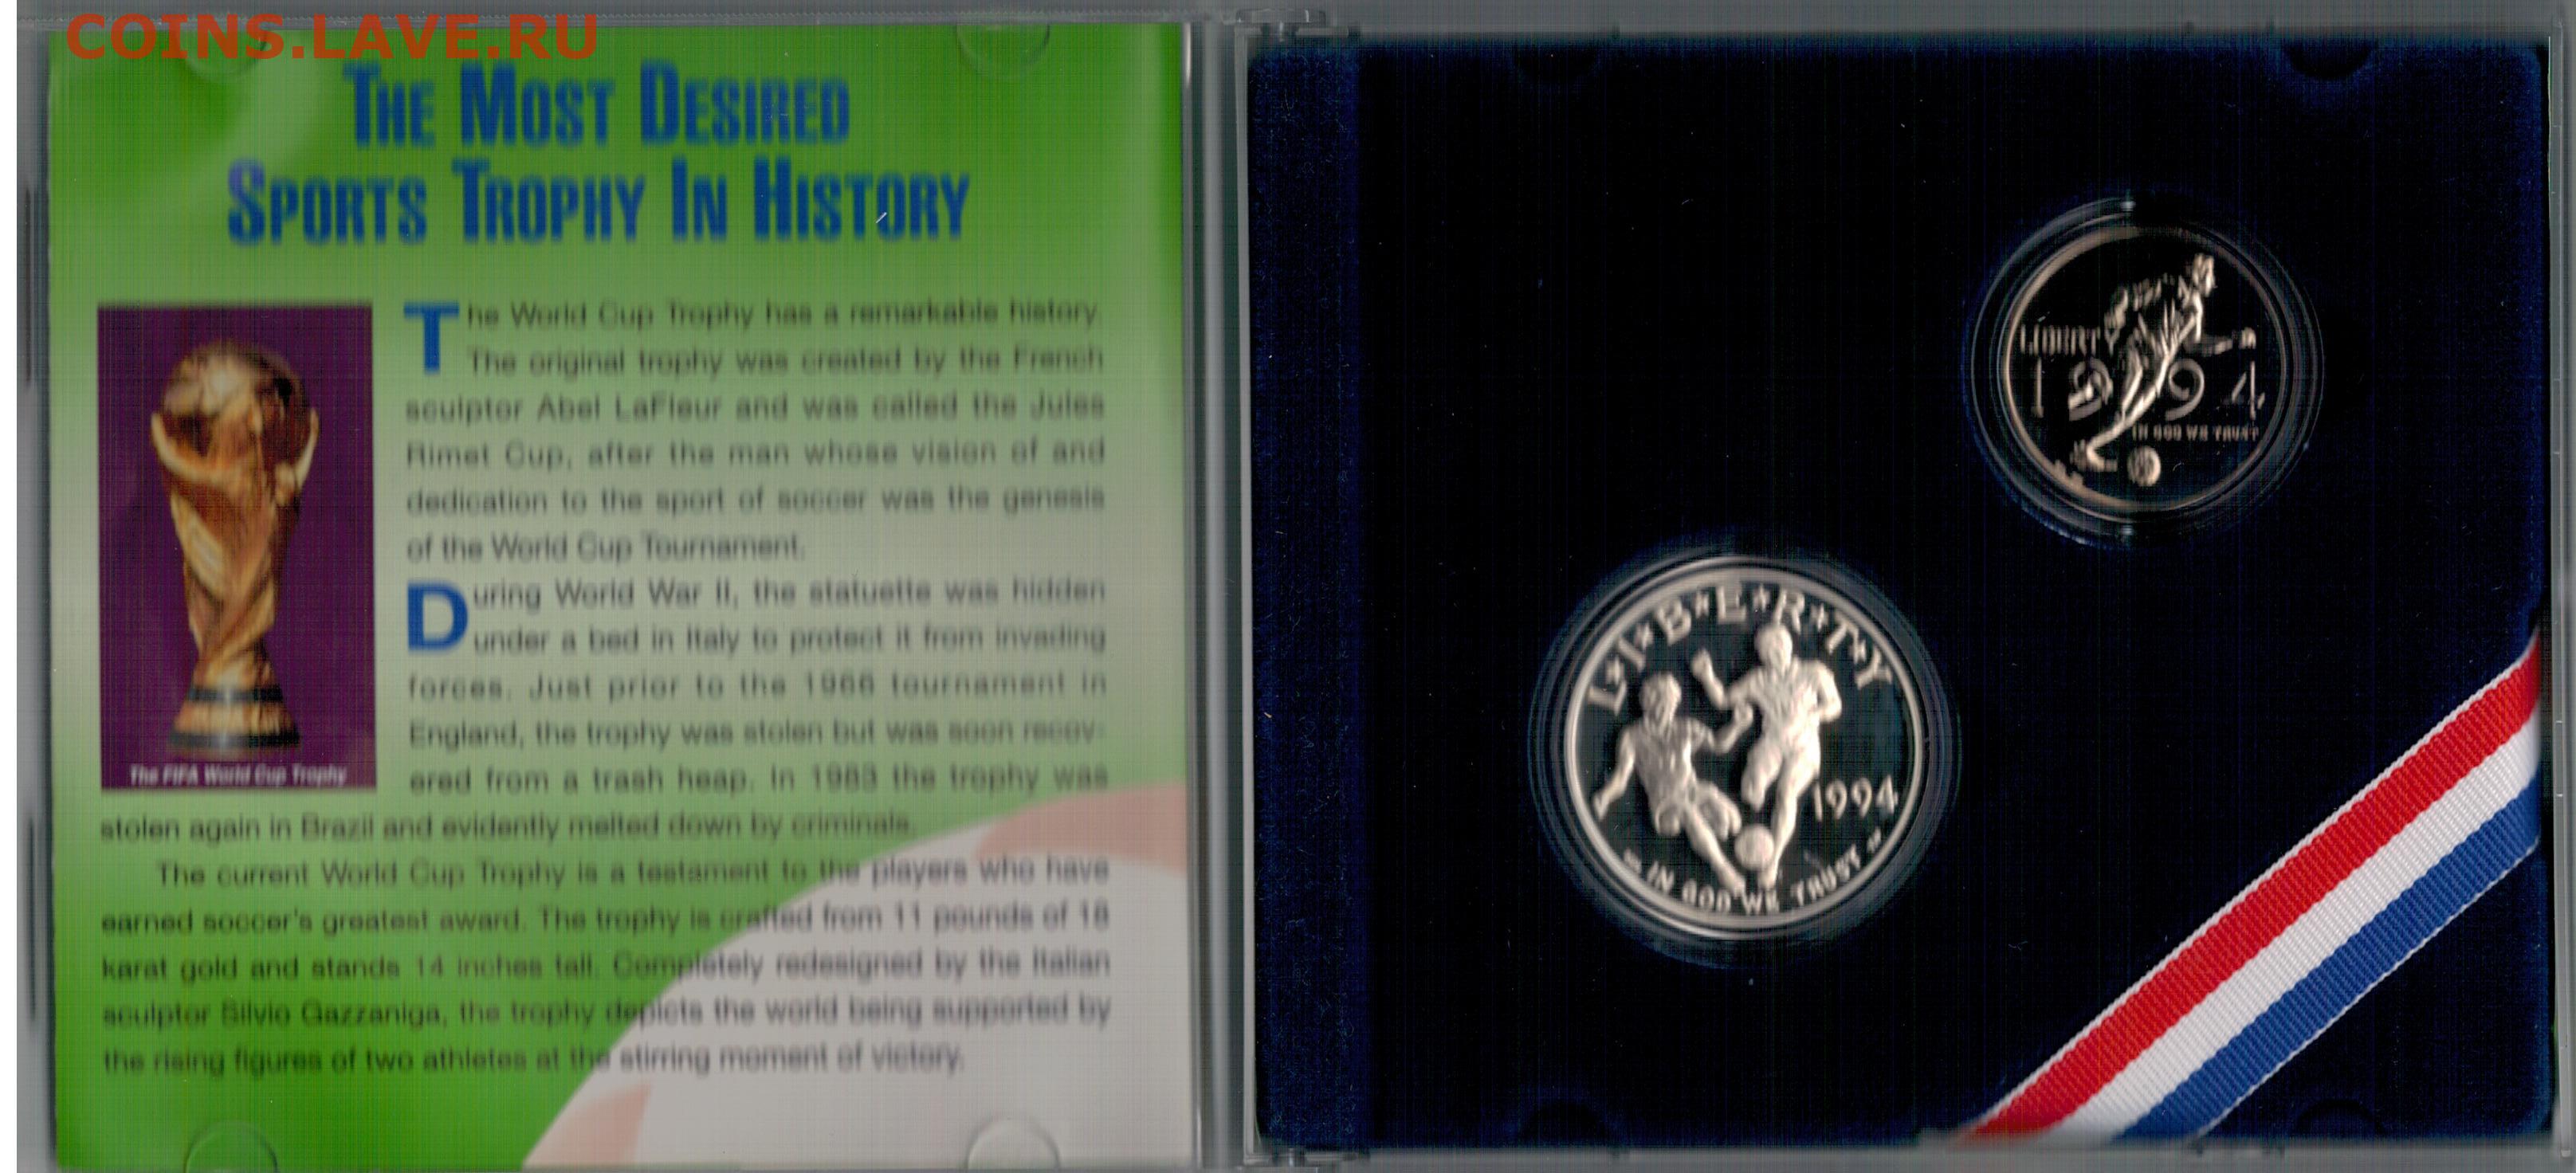 COINS.LAVE.RU
THE MOST DESIRED
SPORTS TROPHY IN HISTORY
The World Cup Trophy has a remarkable history.
The original trophy was created by the French
sculptor Abel LaFleur and was called the Jules
Rimet Cup, after the man whose vision of and
dedication to the sport of soccer was the genesis
of the World Cup Tournament.
During World War II, the statuette was hidden
under a bed in Italy to protect it from invading
forces. Just prior to the 1966 tournament in
England, the trophy was stolen but was soon recov-
ered from a trash heap. In 1983 the trophy was
stolen again in Brazil and evidently melted down by criminals.
The current World Cup Trophy is a testament to the players who have
earned soccer's greatest award. The trophy is crafted from 11 pounds of 18
karat gold and stands 14 inches tall. Completely redesigned by the Italian
sculptor Silvio Gazzaniga, the trophy depicts the world being supported by
the rising figures of two athletes at the stirring moment of victory.
The FIFA World Cup Trophy
LIBERTY
1994
IN GOD WE TRUST
L★I★B★E★R★T★Y
1994
IN GOD WE TRUST